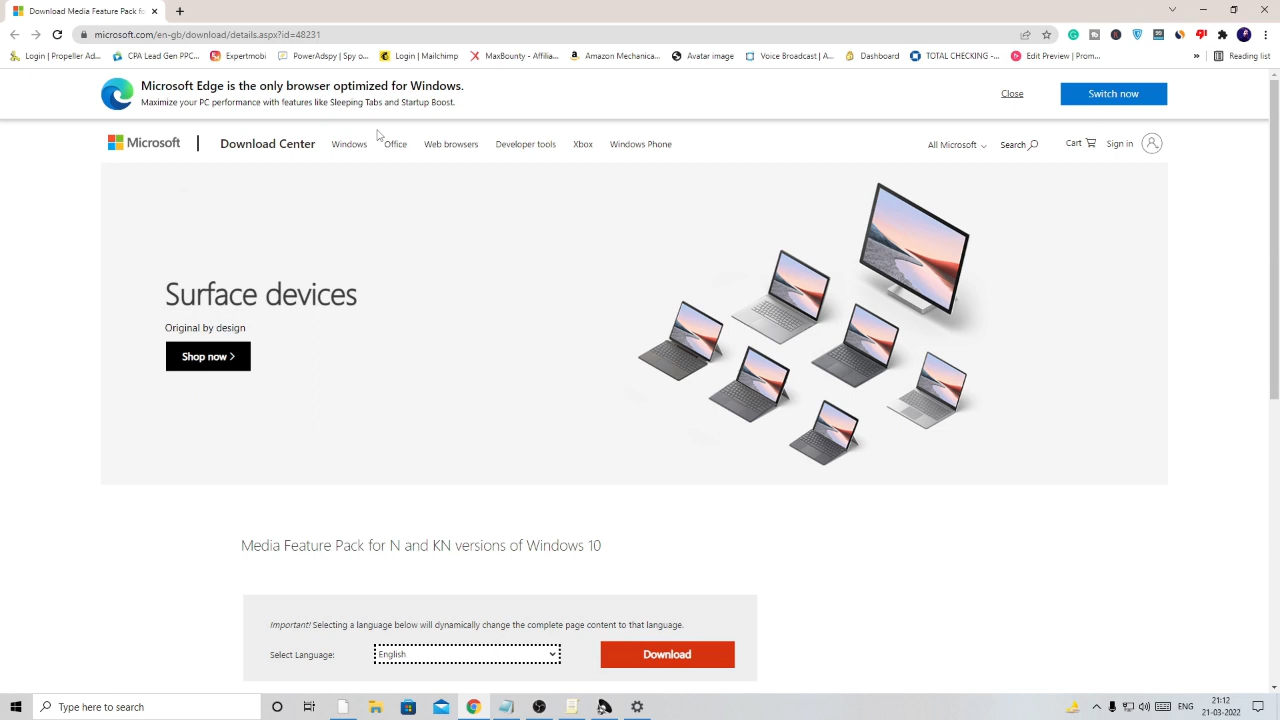 Download Media Feature Pack for
microsoft.com/en-gb/download/details.aspx?id=48231
Login | Propeller Ad... CPA Lead Gen PPC... Expertmobi PowerAdspy | Spy o... Login | Mailchimp MaxBounty - Affilia... Amazon Mechanica... Avatar image Voice Broadcast | A... Dashboard TOTAL CHECKING -... Edit Preview | Prom... » Reading list
Microsoft Edge is the only browser optimized for Windows.
Maximize your PC performance with features like Sleeping Tabs and Startup Boost.
Close
Switch now
Microsoft
Download Center Windows Office Web browsers Developer tools Xbox Windows Phone
All Microsoft Search Cart Sign in
Surface devices
Original by design
Shop now
Media Feature Pack for N and KN versions of Windows 10
Important! Selecting a language below will dynamically change the complete page content to that language.
Select Language: English Download
Type here to search
ENG
21:12
21-03-2022